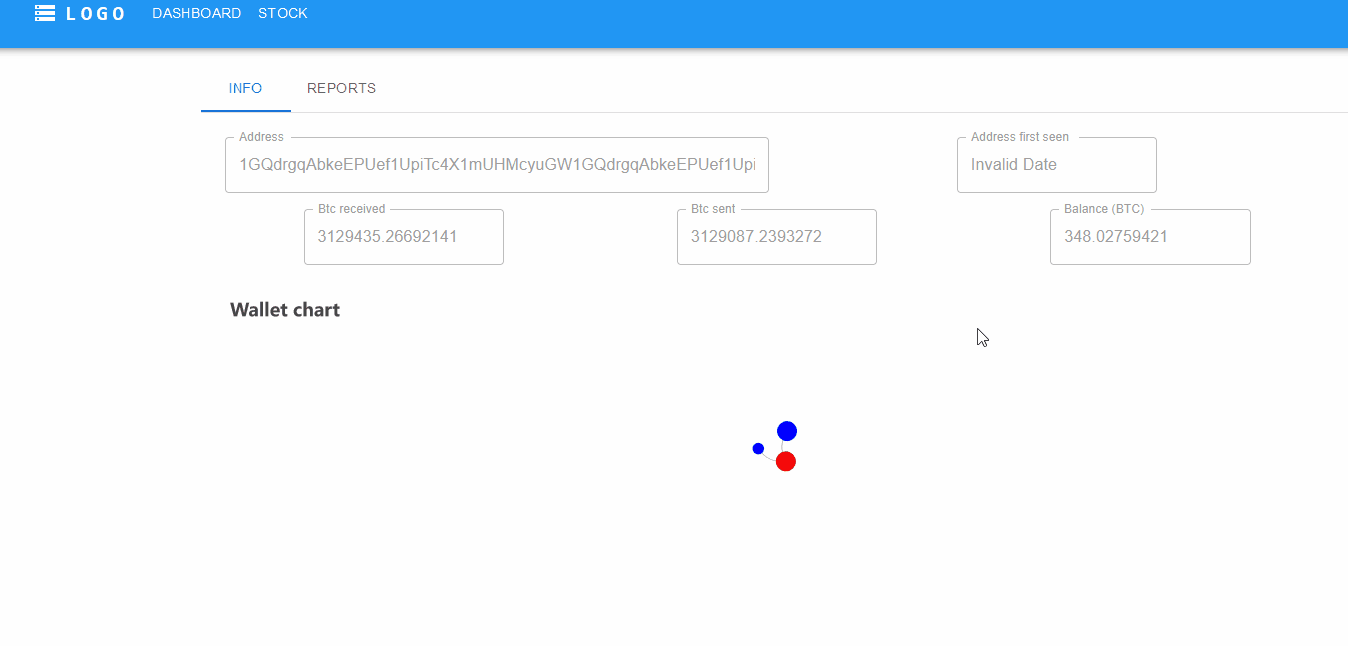 LOGO DASHBOARD STOCK
INFO REPORTS
Address Address first seen
1GQdrgqAbkeEPUef1UpiTc4X1mUHMcyuGW1GQdrgqAbkeEPUef1Upi Invalid Date
Btc received Btc sent Balance (BTC)
3129435.26692141 3129087.2393272 348.02759421
Wallet chart